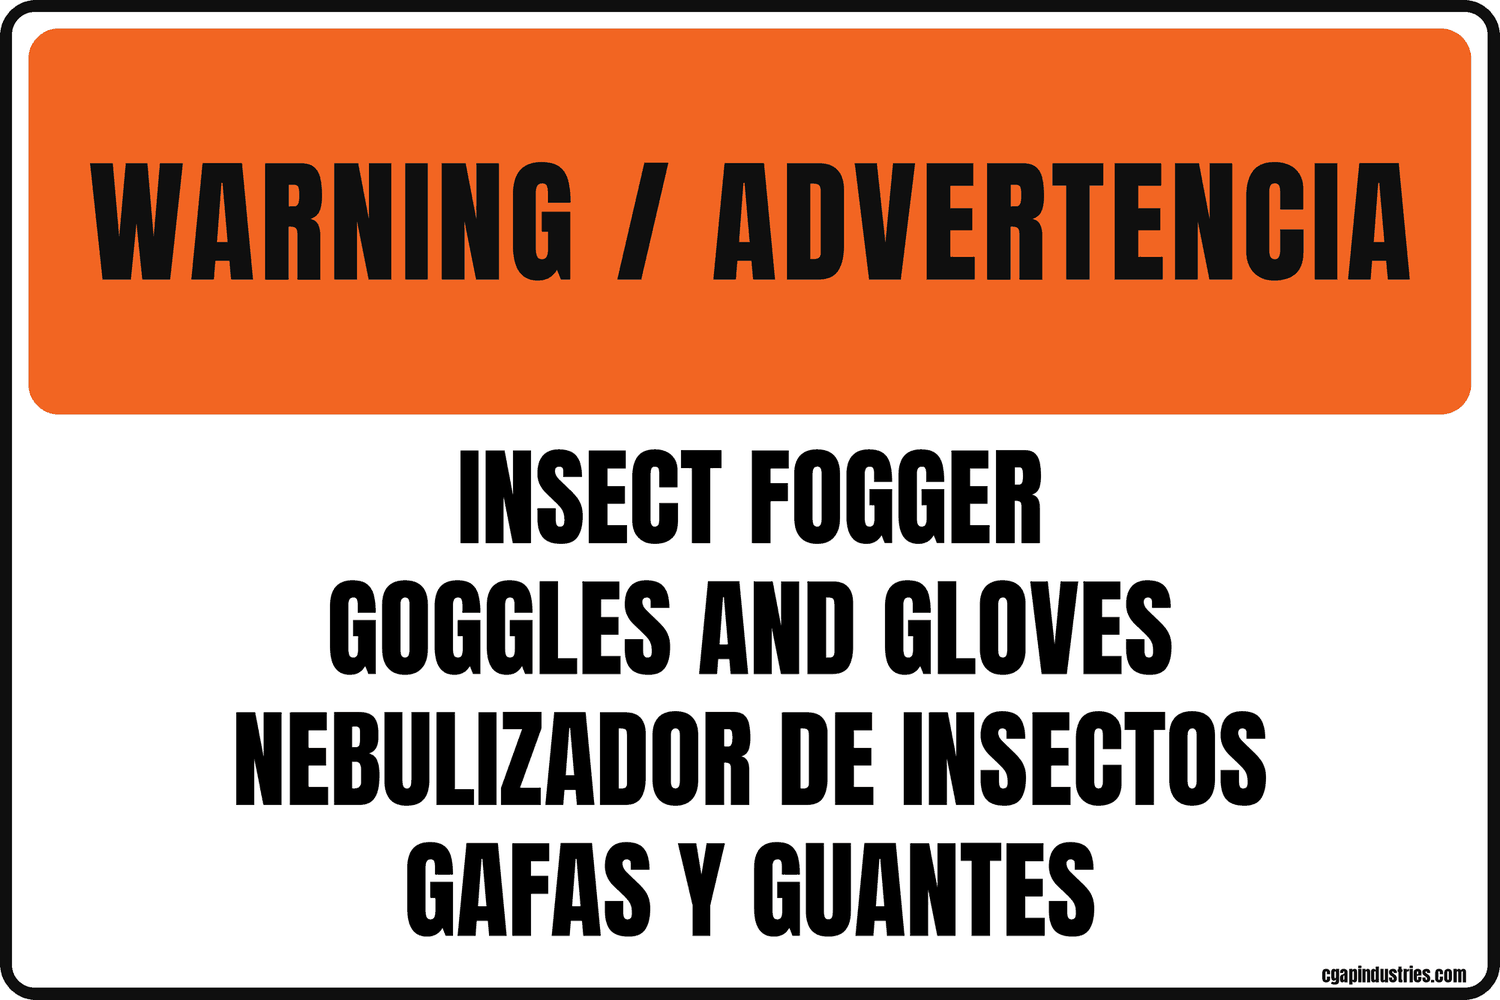 WARNING / ADVERTENCIA
INSECT FOGGER
GOGGLES AND GLOVES
NEBULIZADOR DE INSECTOS
GAFAS Y GUANTES
cgapindustries.com